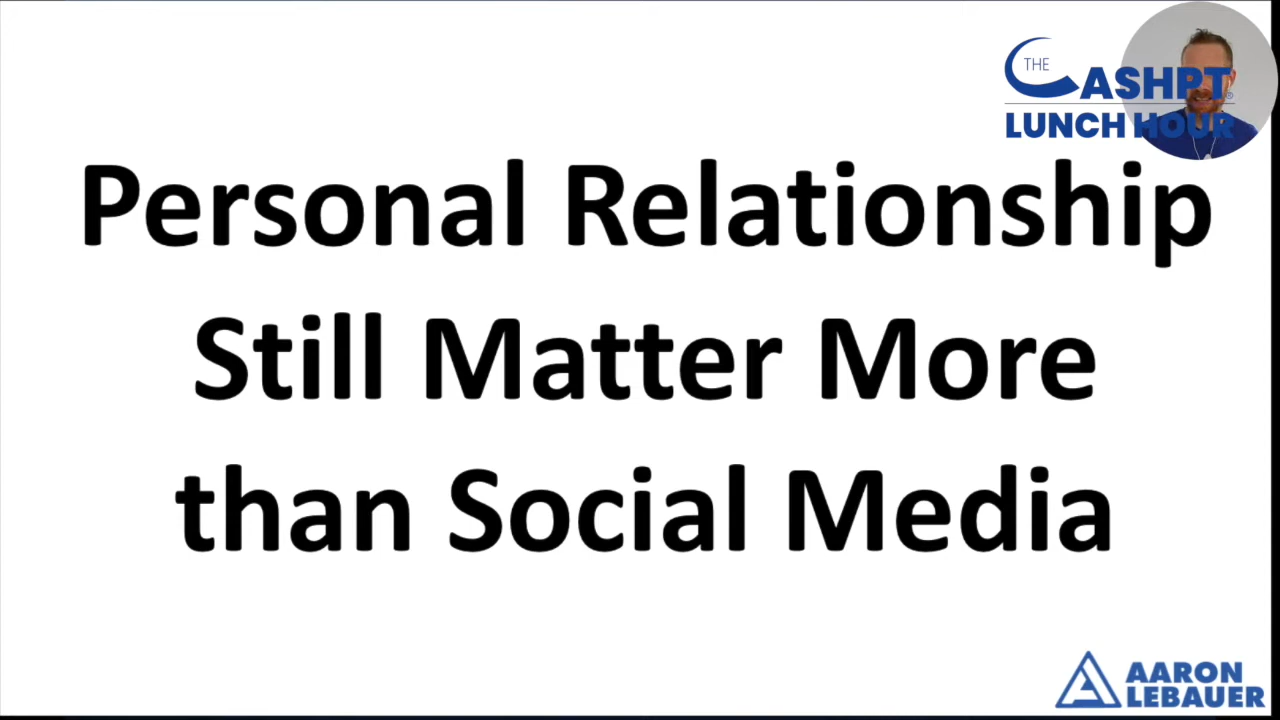 THE
CASHPT®
LUNCH HOUR
Personal Relationship
Still Matter More
than Social Media
AARON
LEBAUER